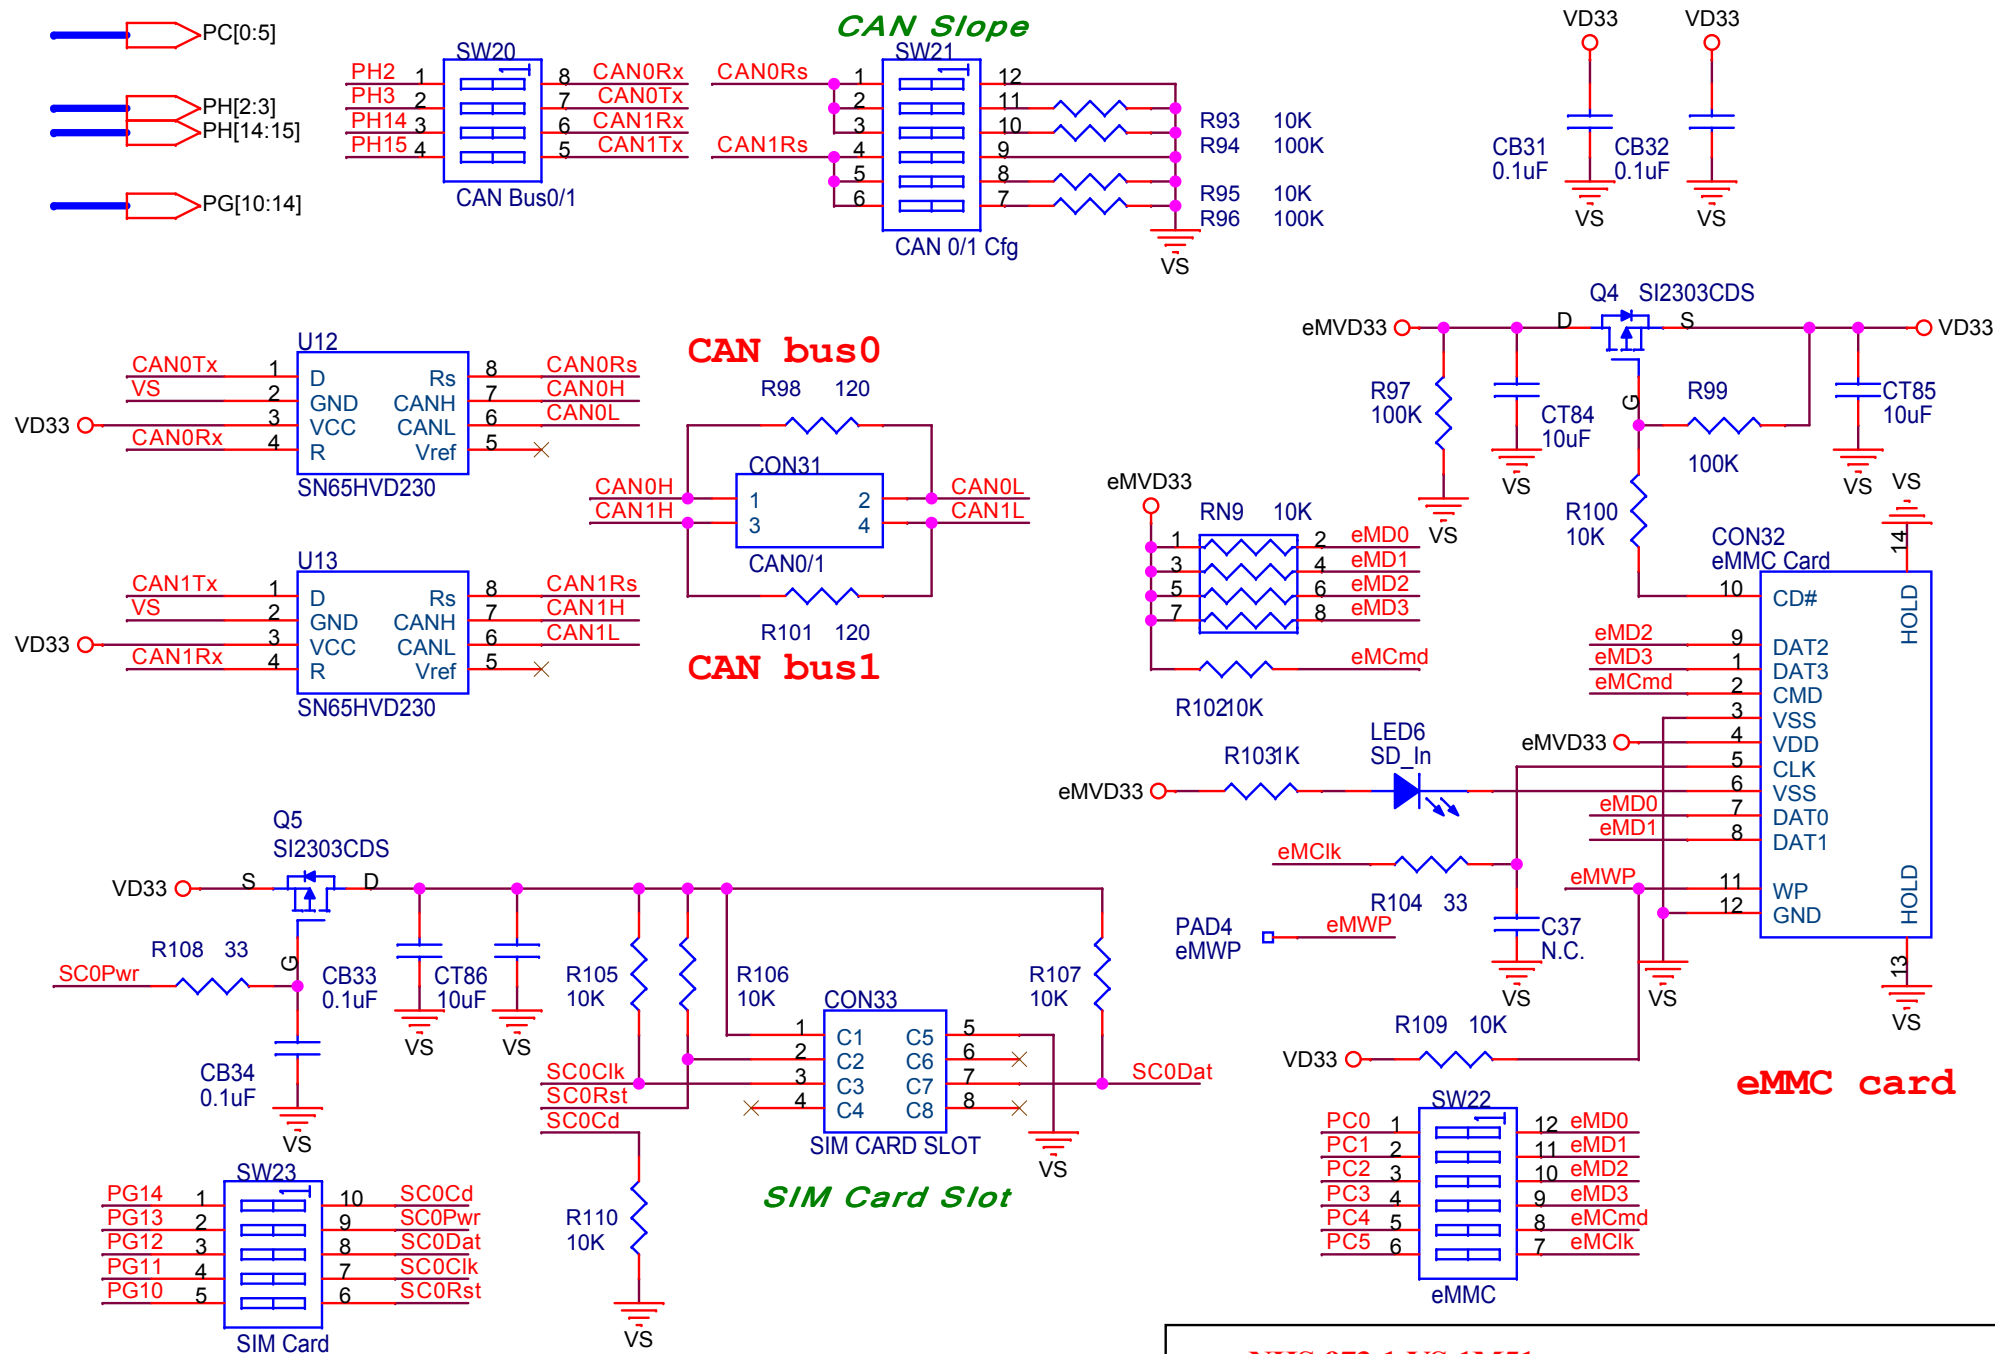 PC[0:5]
PH[2:3]
PH[14:15]
PG[10:14]
SW20
PH2 1 8 CAN0Rx
PH3 2 7 CAN0Tx
PH14 3 6 CAN1Rx
PH15 4 5 CAN1Tx
CAN Bus0/1
CAN Slope
SW21
CAN0Rs 1 12
2 11
3 10
CAN1Rs 4 9
5 8
6 7
CAN 0/1 Cfg
R93 10K
R94 100K
R95 10K
R96 100K
VS
VD33 VD33
CB31 CB32
0.1uF 0.1uF
VS VS
U12
CAN0Tx 1 D Rs 8 CAN0Rs
VS 2 GND CANH 7 CAN0H
VD33 3 VCC CANL 6 CAN0L
CAN0Rx 4 R Vref 5
SN65HVD230
U13
CAN1Tx 1 D Rs 8 CAN1Rs
VS 2 GND CANH 7 CAN1H
VD33 3 VCC CANL 6 CAN1L
CAN1Rx 4 R Vref 5
SN65HVD230
CAN bus0
R98 120
CON31
CAN0H 1 2 CAN0L
CAN1H 3 4 CAN1L
CAN0/1
R101 120
CAN bus1
Q4 SI2303CDS
eMVD33 D S VD33
G
R97
100K
CT84
10uF
R99
100K
CT85
10uF
VS VS VS
R100
10K
eMVD33
RN9 10K
1 2 eMD0
3 4 eMD1
5 6 eMD2
7 8 eMD3
eMCmd
R102 10K
VS
14
CON32
eMMC Card
10 CD# HOLD
eMD2 9 DAT2
eMD3 1 DAT3
eMCmd 2 CMD
3 VSS
eMVD33 4 VDD
5 CLK
6 VSS
eMD0 7 DAT0
eMD1 8 DAT1
eMWP 11 WP
12 GND HOLD
13
VS
VS
eMVD33 R103 1K LED6
SD_In
eMClk
R104 33
C37
N.C.
VS
PAD4
eMWP
eMWP
R109 10K
VD33
eMMC card
Q5
SI2303CDS
VD33 S D
G
R108 33
SC0Pwr
CB34
0.1uF
VS
CB33
0.1uF
VS
CT86
10uF
VS
R105
10K
R106
10K
R107
10K
CON33
1 C1 C5 5
2 C2 C6 6
SC0Clk 3 C3 C7 7 SC0Dat
SC0Rst 4 C4 C8 8
SC0Cd
SIM CARD SLOT
VS
SIM Card Slot
R110
10K
VS
SW23
PG14 1 10 SC0Cd
PG13 2 9 SC0Pwr
PG12 3 8 SC0Dat
PG11 4 7 SC0Clk
PG10 5 6 SC0Rst
SIM Card
SW22
PC0 1 12 eMD0
PC1 2 11 eMD1
PC2 3 10 eMD2
PC3 4 9 eMD3
PC4 5 8 eMCmd
PC5 6 7 eMClk
eMMC